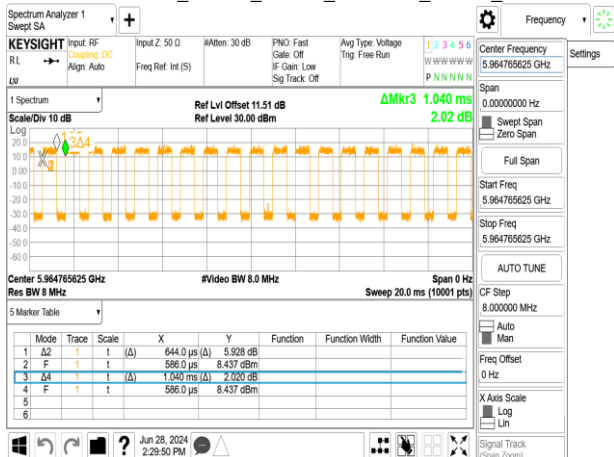 Spectrum Analyzer 1
Swept SA
Frequency
KEYSIGHT
RL
Input: RF
Coupling: DC
Align: Auto
Input Z: 50 Ω
Freq Ref: Int (S)
#Atten: 30 dB
PNO: Fast
Gate: Off
IF Gain: Low
Sig Track: Off
Avg Type: Voltage
Trig: Free Run
1 2 3 4 5 6
W W W W W W
P N N N N N
Center Frequency
5.964765625 GHz
Settings
Span
0.00000000 Hz
Swept Span
Zero Span
Full Span
Start Freq
5.964765625 GHz
Stop Freq
5.964765625 GHz
AUTO TUNE
CF Step
8.000000 MHz
Auto
Man
Freq Offset
0 Hz
X Axis Scale
Log
Lin
Signal Track
(Span Zoom)
1 Spectrum
Scale/Div 10 dB
Log
Ref Lvl Offset 11.51 dB
Ref Level 30.00 dBm
ΔMkr3 1.040 ms
2.02 dB
3Δ4
20.0
10.0
0.00
-10.0
-20.0
-30.0
-40.0
-50.0
-60.0
Center 5.964765625 GHz
Res BW 8 MHz
#Video BW 8.0 MHz
Span 0 Hz
Sweep 20.0 ms (10001 pts)
5 Marker Table
Mode Trace Scale X Y Function Function Width Function Value
1 Δ2 1 t (Δ) 644.0 µs (Δ) 5.928 dB
2 F 1 t 586.0 µs 8.437 dBm
3 Δ4 1 t (Δ) 1.040 ms (Δ) 2.020 dB
4 F 1 t 586.0 µs 8.437 dBm
5
6
?
Jun 28, 2024
2:29:50 PM